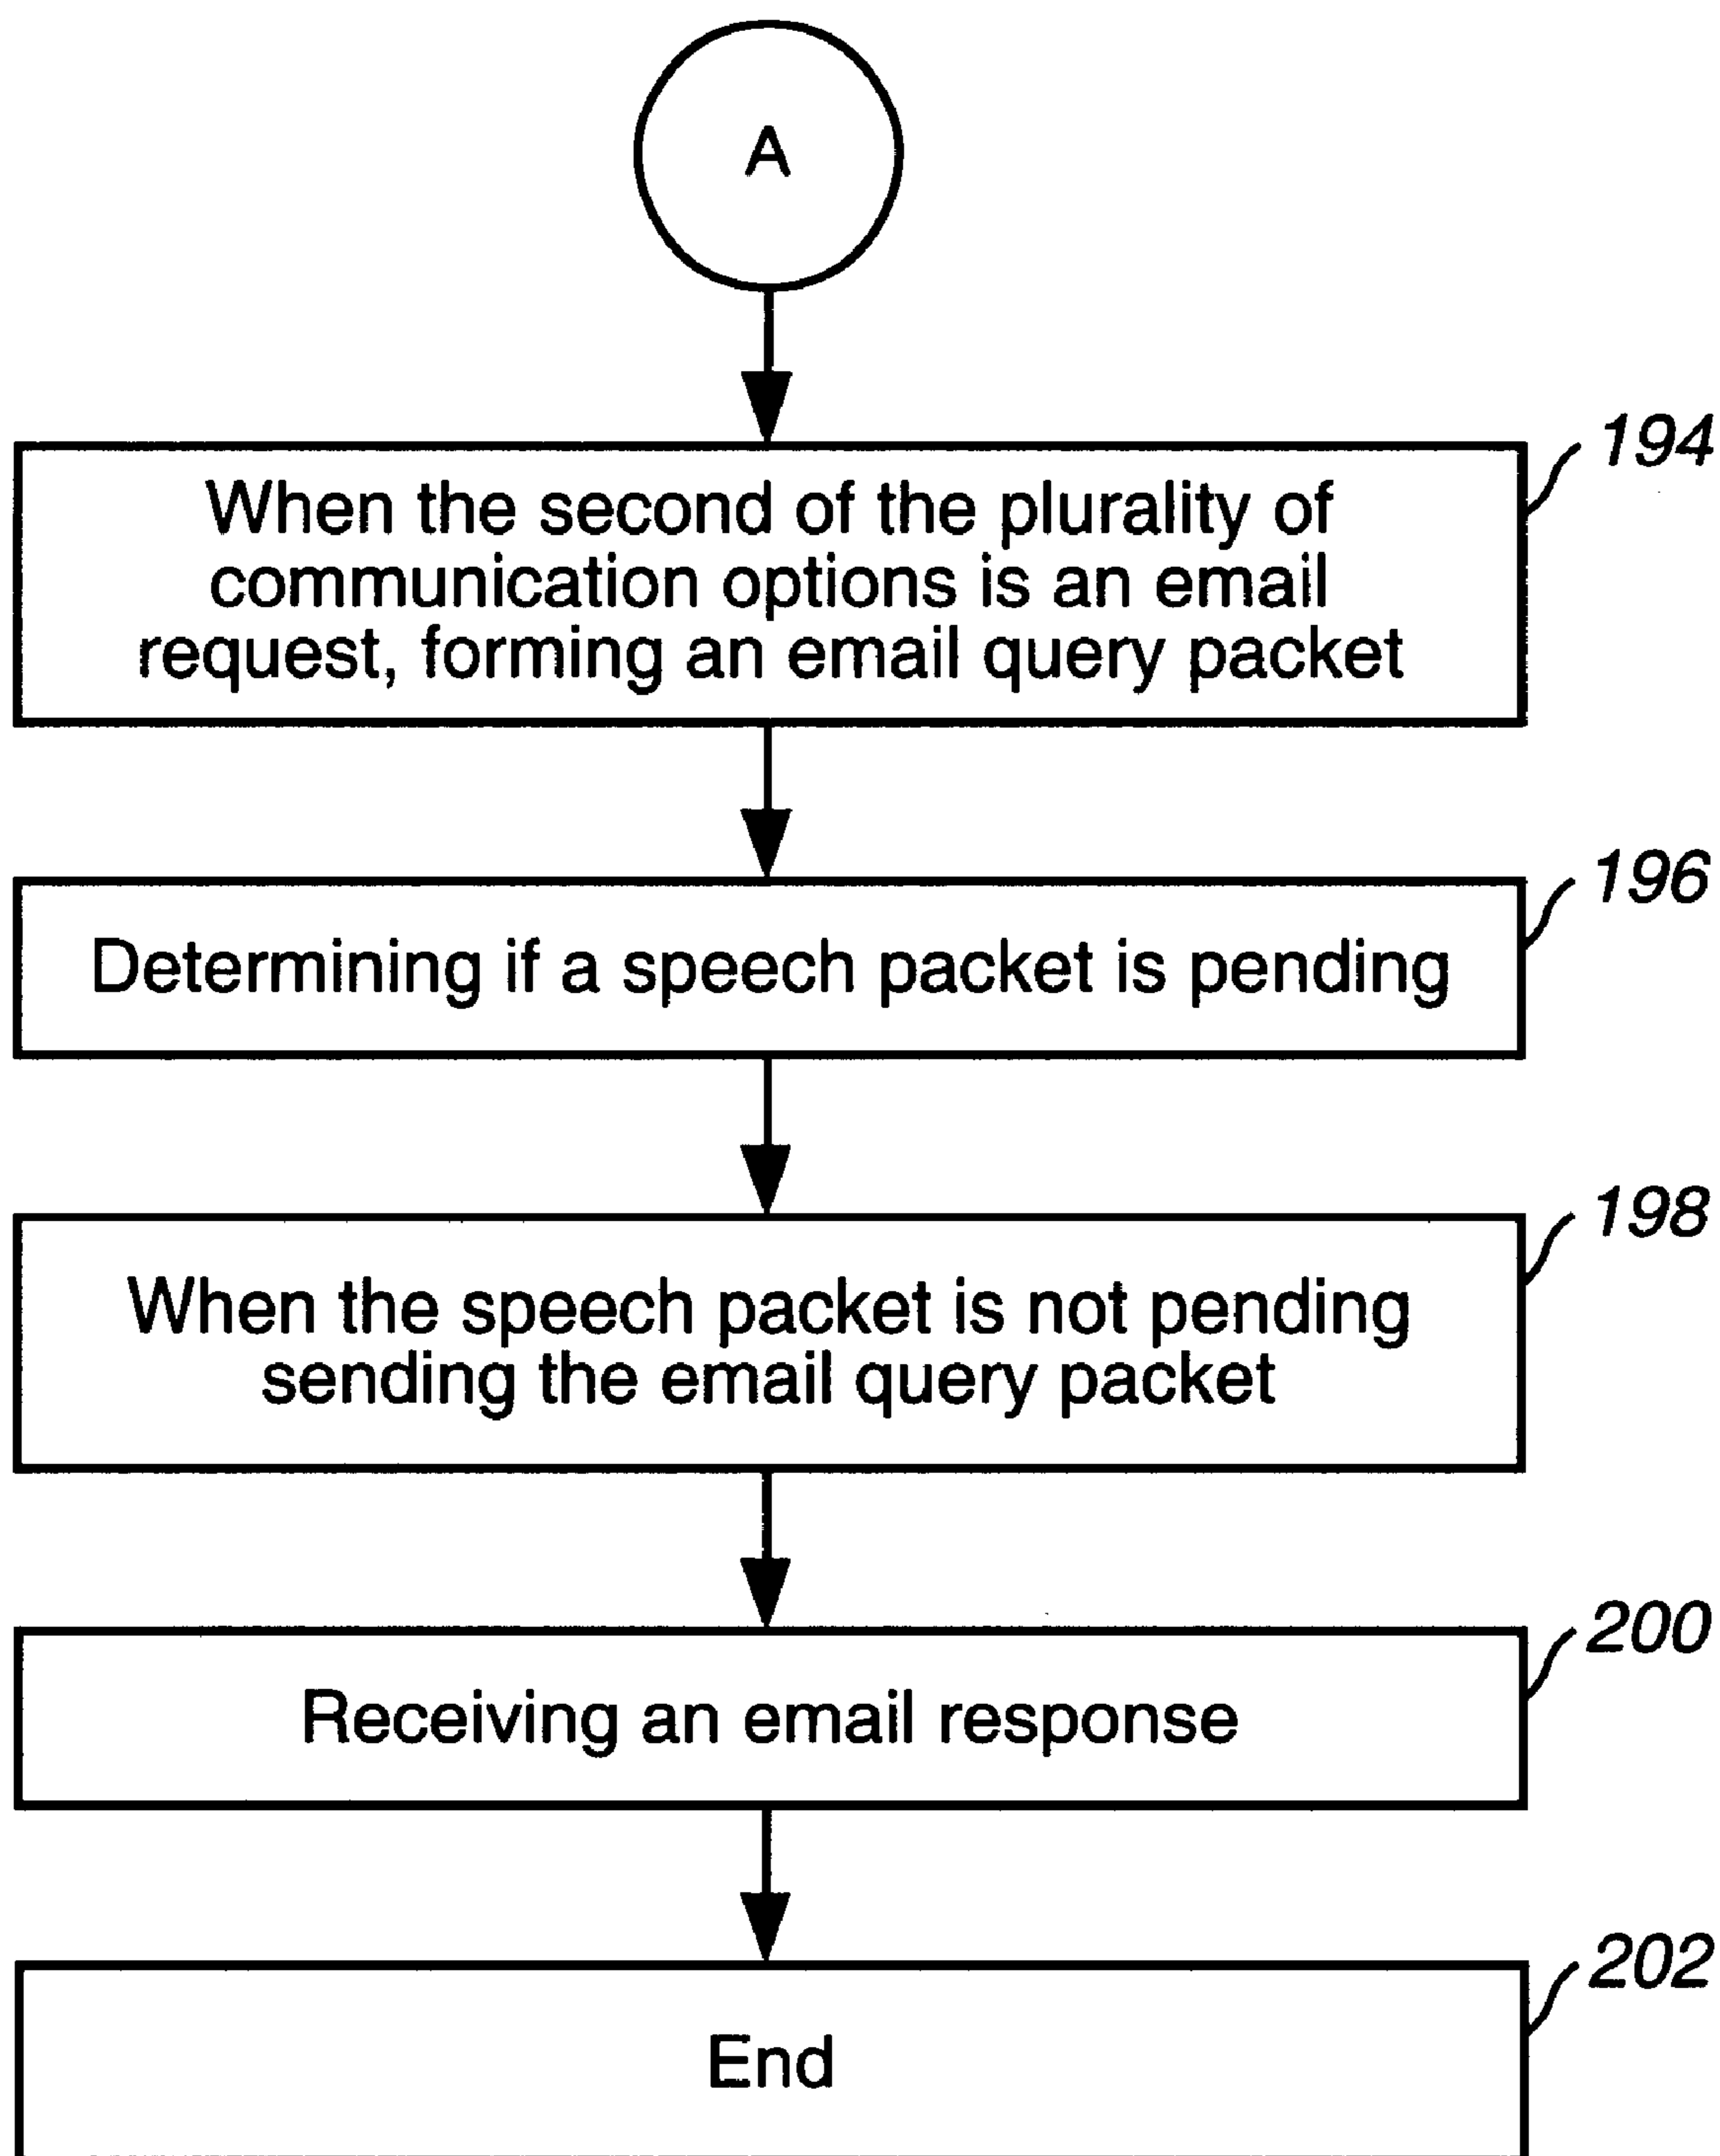 A
194
When the second of the plurality of
communication options is an email
request, forming an email query packet
196
Determining if a speech packet is pending
198
When the speech packet is not pending
sending the email query packet
200
Receiving an email response
202
End